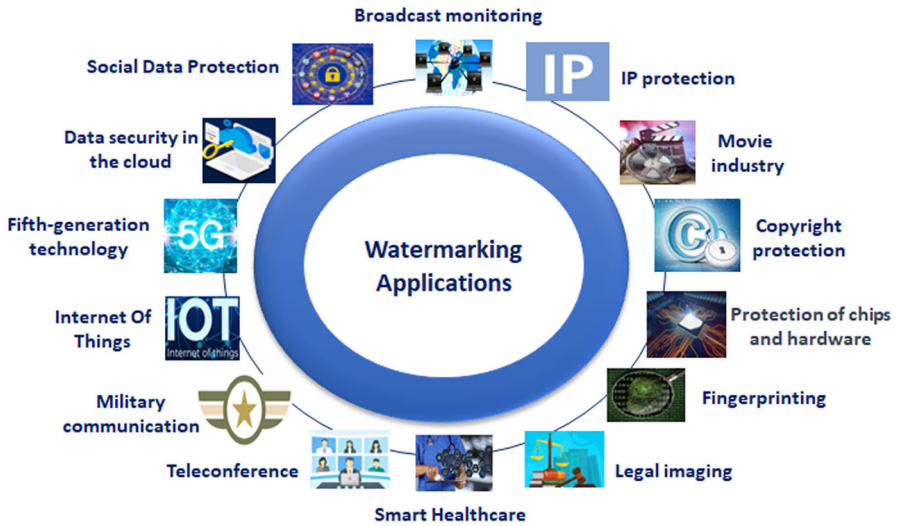 Broadcast monitoring
Social Data Protection
IP
IP protection
Data security in
the cloud
Movie
industry
Fifth-generation
technology
5G
C
Copyright
protection
Watermarking
Applications
Internet Of
Things
IOT
Internet of things
Protection of chips
and hardware
Military
communication
Fingerprinting
Teleconference
Legal imaging
Smart Healthcare